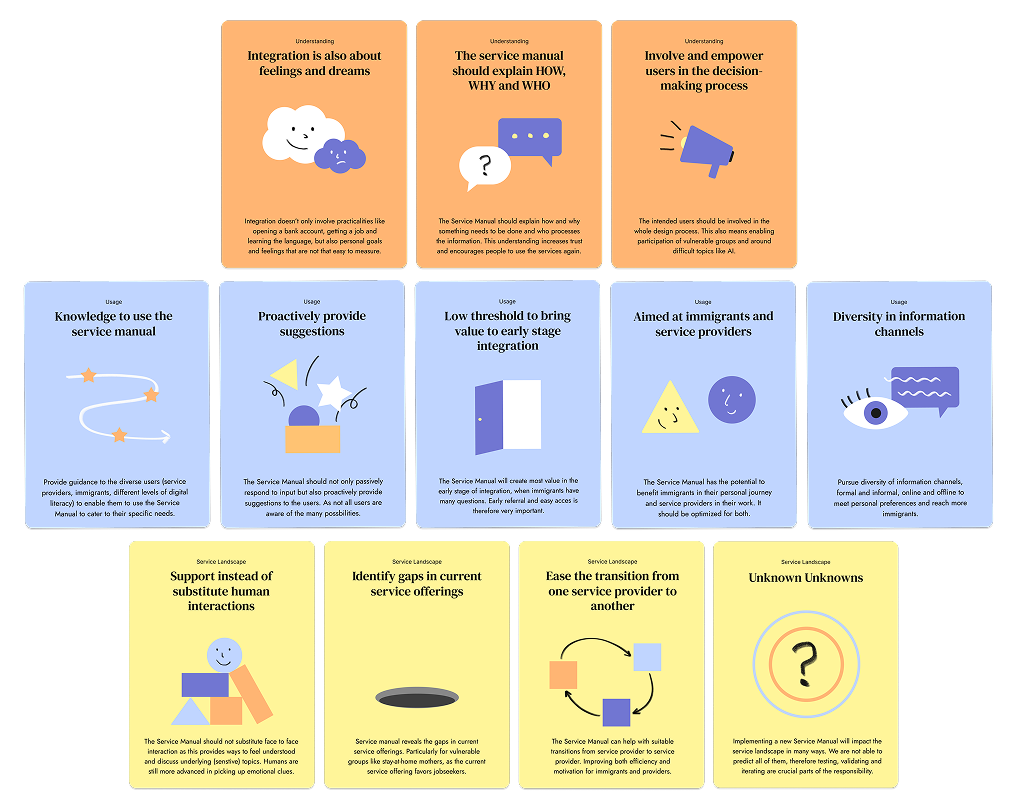 Understanding
Integration is also about
feelings and dreams
Integration doesn't only involve practicalities like
opening a bank account, getting a job and
learning the language, but also personal goals
and feelings that are not that easy to measure.
Understanding
The service manual
should explain HOW,
WHY and WHO
?
The Service Manual should explain how and why
something needs to be done and who processes
the information. This understanding increases trust
and encourages people to use the services again.
Understanding
Involve and empower
users in the decision-
making process
The intended users should be involved in the
whole design process. This also means enabling
participation of vulnerable groups and around
difficult topics like AI.
Usage
Knowledge to use the
service manual
Provide guidance to the diverse users (service
providers, immigrants, different levels of digital
literacy) to enable them to use the Service
Manual to cater to their specific needs.
Usage
Proactively provide
suggestions
The Service Manual should not only passively
respond to input but also proactively provide
suggestions to the users. As not all users are
aware of the many possbilities.
Usage
Low threshold to bring
value to early stage
integration
The Service Manual will create most value in the
early stage of integration, when immigrants have
many questions. Early referral and easy acces is
therefore very important.
Usage
Aimed at immigrants and
service providers
The Service Manual has the potential to
benefit immigrants in their personal journey
and service providers in their work. It
should be optimized for both.
Usage
Diversity in information
channels
Pursue diversity of information channels,
formal and informal, online and offline to
meet personal preferences and reach more
immigrants.
Service Landscape
Support instead of
substitute human
interactions
The Service Manual should not substitute face to face
interaction as this provides ways to feel understood
and discuss underlying (senstive) topics. Humans are
still more advanced in picking up emotional clues.
Service Landscape
Identify gaps in current
service offerings
Service manual reveals the gaps in current
service offerings. Particularly for vulnerable
groups like stay-at-home mothers, as the current
service offering favors jobseekers.
Service Landscape
Ease the transition from
one service provider to
another
The Service Manual can help with suitable
transitions from service provider to service
provider. Improving both efficiency and
motivation for immigrants and providers.
Service Landscape
Unknown Unknowns
?
Implementing a new Service Manual will impact the
service landscape in many ways. We are not able to
predict all of them, therefore testing, validating and
iterating are crucial parts of the responsibility.